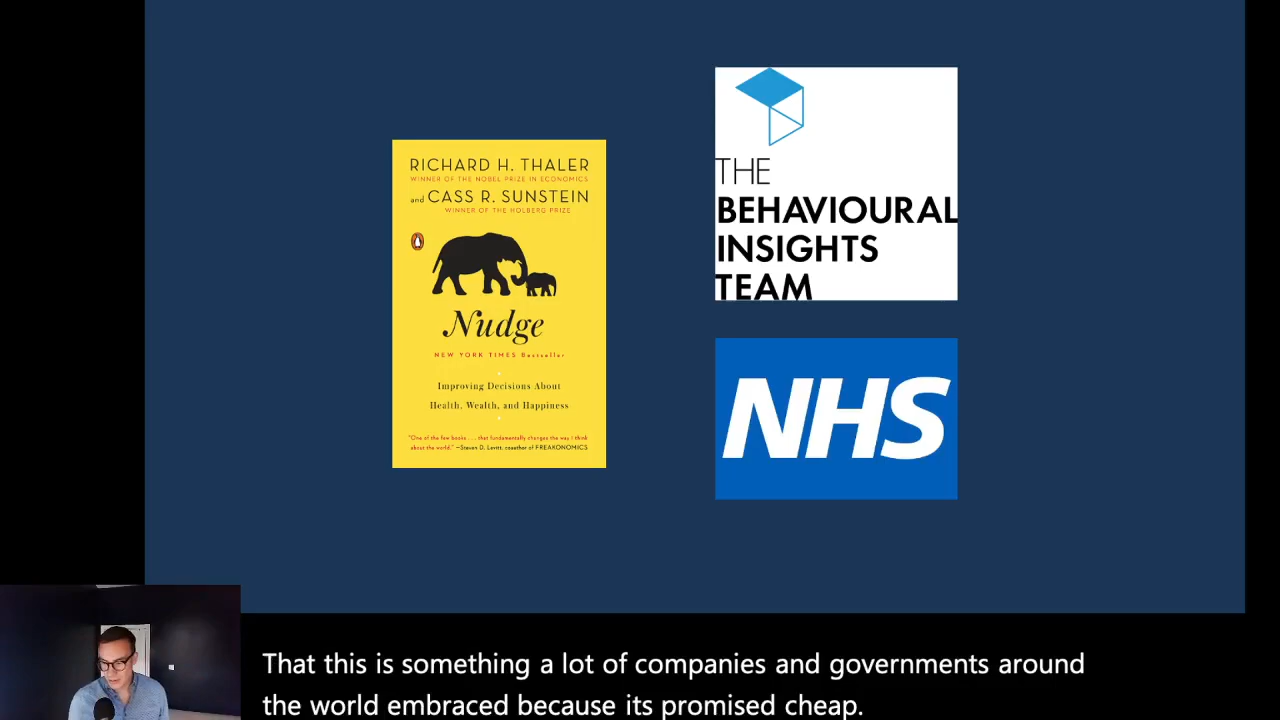 RICHARD H. THALER
WINNER OF THE NOBEL PRIZE IN ECONOMICS
and CASS R. SUNSTEIN
WINNER OF THE HOLBERG PRIZE
Nudge
NEW YORK TIMES Bestseller
Improving Decisions About
Health, Wealth, and Happiness
"One of the few books . . . that fundamentally changes the way I think
about the world." —Steven D. Levitt, coauthor of FREAKONOMICS
THE
BEHAVIOURAL
INSIGHTS
TEAM
NHS
That this is something a lot of companies and governments around
the world embraced because its promised cheap.